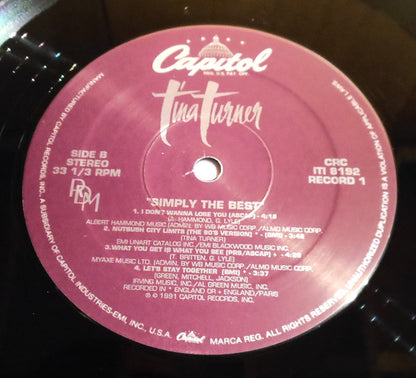 Capitol
REG. U.S. PAT. OFF.
Tina Turner
SIDE B
STEREO
33 1/3 RPM
CRC
ITI 8192
RECORD 1
"SIMPLY THE BEST"
1. I DON'T WANNA LOSE YOU (ASCAP) - 4:18
(A. HAMMOND, G. LYLE)
ALBERT HAMMOND MUSIC (ADMIN. BY WB MUSIC CORP./ALMO MUSIC CORP.
2. NUTBUSH CITY LIMITS (THE 90'S VERSION) * (BMI) - 3:42
(TINA TURNER)
EMI UNART CATALOG INC./EMI BLACKWOOD MUSIC INC.
3. WHAT YOU GET IS WHAT YOU SEE (PRS/ASCAP) + - 4:28
(T. BRITTEN, G. LYLE)
MYAXE MUSIC LTD. (ADMIN. BY WB MUSIC CORP./ALMO MUSIC CORP.
4. LET'S STAY TOGETHER (BMI) * - 3:37
(GREEN, MITCHELL, JACKSON)
IRVING MUSIC, INC./AL GREEN MUSIC, INC.
RECORDED IN * ENGLAND OR + ENGLAND/PARIS
℗ © 1991 CAPITOL RECORDS, INC.
MANUFACTURED BY CAPITOL RECORDS, INC., A SUBSIDIARY OF CAPITOL INDUSTRIES-EMI, INC., U.S.A.
Capitol
MARCA REG. ALL RIGHTS RESERVED. UNAUTHORIZED DUPLICATION IS A VIOLATION OF APPLICABLE LAWS.